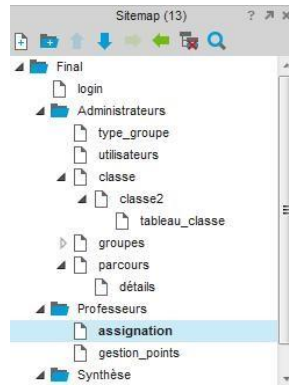 Sitemap (13)
Final
login
Administrateurs
type_groupe
utilisateurs
classe
classe2
tableau_classe
groupes
parcours
détails
Professeurs
assignation
gestion_points
Synthèse